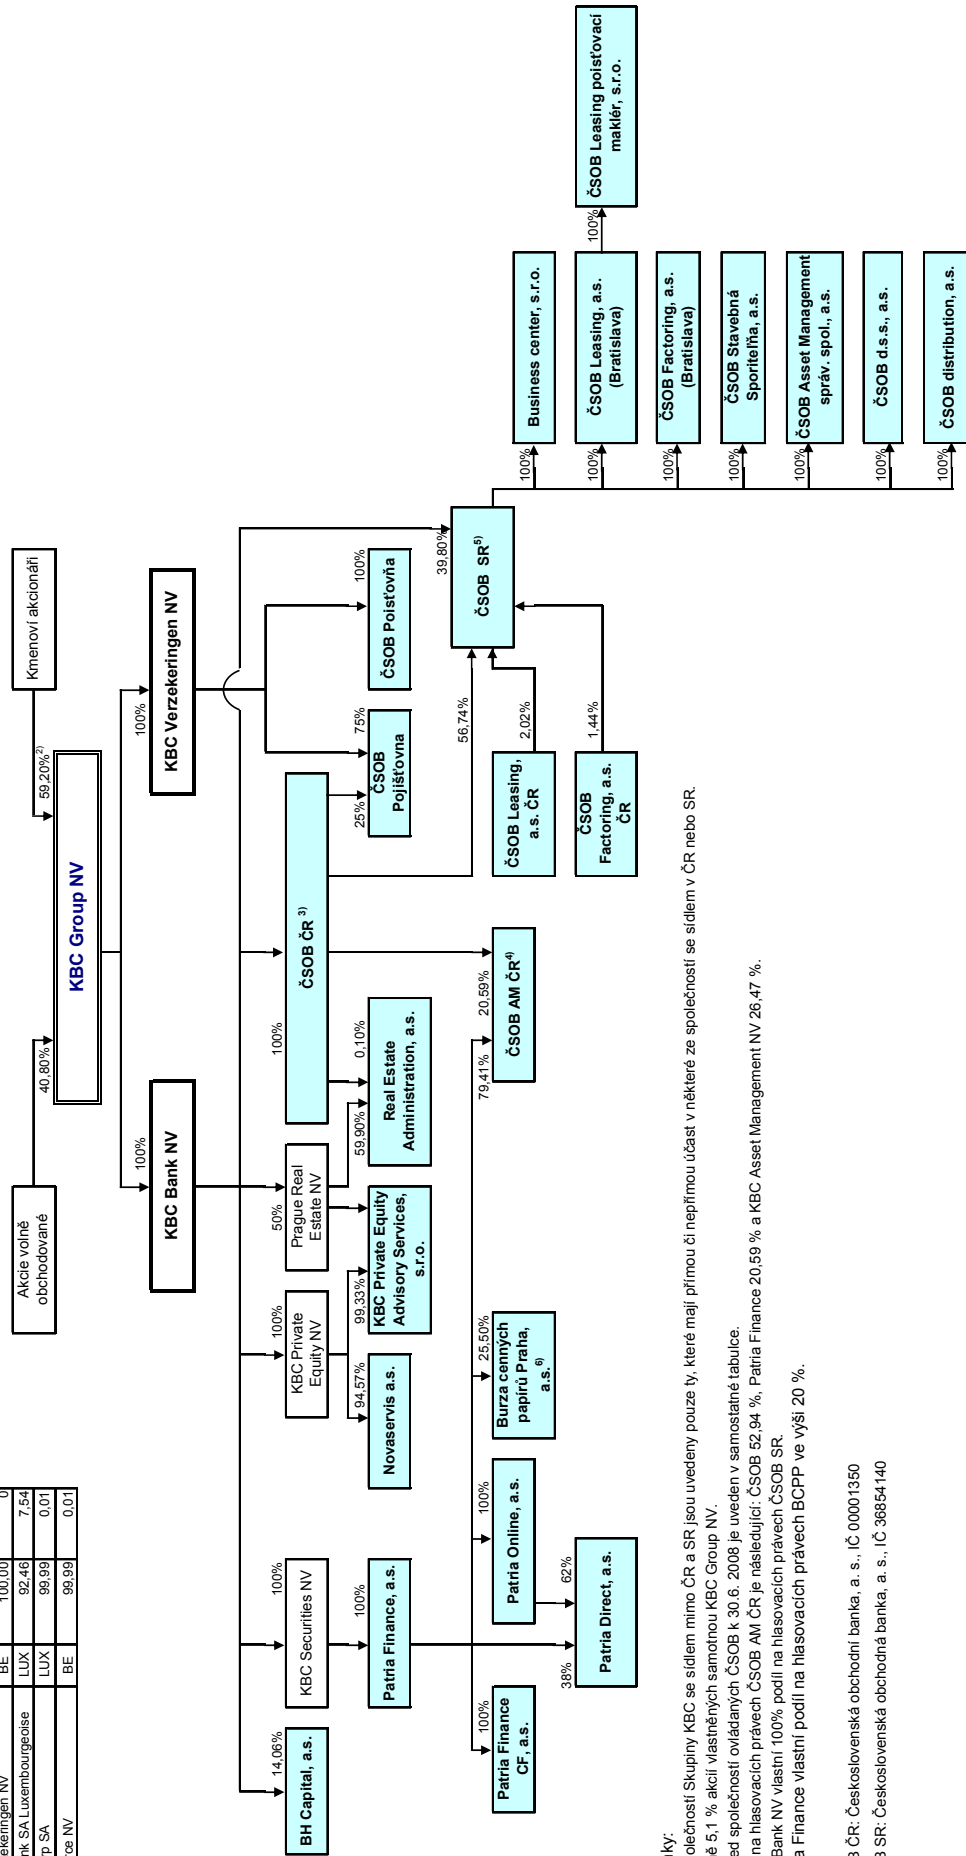 Akcie volně
obchodované
Kmenoví akcionáři
40,80%
59,20%2)
KBC Group NV
100%
100%
KBC Bank NV
KBC Verzekeringen NV
14,06%
100%
100%
50%
100%
BH Capital, a.s.
KBC Securities NV
KBC Private
Equity NV
Prague Real
Estate NV
ČSOB ČR 3)
100%
94,57%
99,33%
59,90%
0,10%
25%
75%
100%
Patria Finance, a.s.
Novaservis a.s.
KBC Private Equity
Advisory Services,
s.r.o.
Real Estate
Administration, a.s.
ČSOB
Pojišťovna
ČSOB Poisťovňa
100%
100%
25,50%
79,41%
20,59%
56,74%
39,80%
Patria Finance
CF, a.s.
Patria Online, a.s.
Burza cenných
papírů Praha,
a.s.6)
ČSOB AM ČR4)
ČSOB Leasing,
a.s. ČR
2,02%
ČSOB SR5)
38%
62%
Patria Direct, a.s.
ČSOB
Factoring, a.s.
ČR
1,44%
100%
Business center, s.r.o.
100%
ČSOB Leasing, a.s.
(Bratislava)
100%
ČSOB Leasing poisťovací
maklér, s.r.o.
100%
ČSOB Factoring, a.s.
(Bratislava)
100%
ČSOB Stavebná
Sporiteľňa, a.s.
100%
ČSOB Asset Management
správ. spol., a.s.
100%
ČSOB d.s.s., a.s.
100%
ČSOB distribution, a.s.
BE 100,00 0
nk SA Luxembourgeoise LUX 92,46 7,54
rp SA LUX 99,99 0,01
rce NV BE 99,99 0,01
ky:
olečností Skupiny KBC se sídlem mimo ČR a SR jsou uvedeny pouze ty, které mají přímou či nepřímou účast v některé ze společností se sídlem v ČR nebo SR.
ně 5,1 % akcií vlastněných samotnou KBC Group NV.
ed společností ovládaných ČSOB k 30.6. 2008 je uveden v samostatné tabulce.
na hlasovacích právech ČSOB AM ČR je následující: ČSOB 52,94 %, Patria Finance 20,59 % a KBC Asset Management NV 26,47 %.
Bank NV vlastní 100% podíl na hlasovacích právech ČSOB SR.
a Finance vlastní podíl na hlasovacích právech BCPP ve výši 20 %.
B ČR: Československá obchodní banka, a. s., IČ 00001350
B SR: Československá obchodná banka, a. s., IČ 36854140